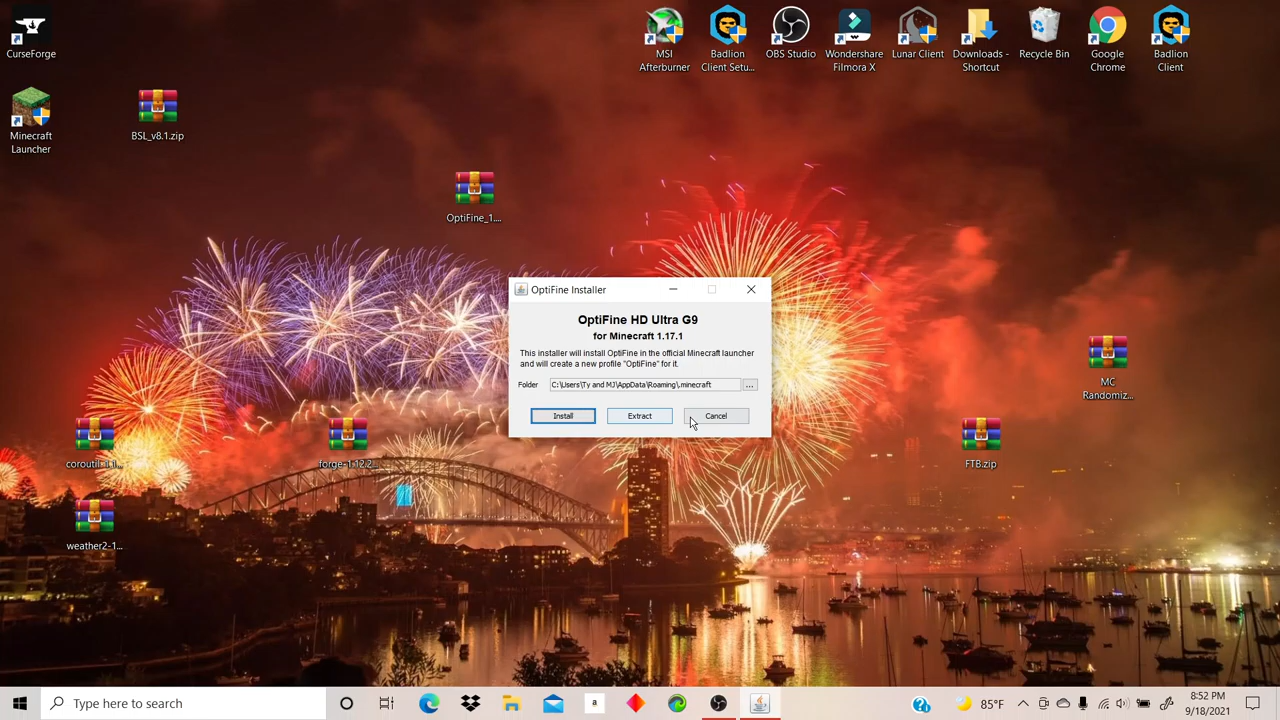 CurseForge
MSI
Afterburner
Badlion
Client Setu...
OBS Studio
Wondershare
Filmora X
Lunar Client
Downloads -
Shortcut
Recycle Bin
Google
Chrome
Badlion
Client
Minecraft
Launcher
BSL_v8.1.zip
OptiFine_1....
OptiFine Installer
OptiFine HD Ultra G9
for Minecraft 1.17.1
This installer will install OptiFine in the official Minecraft launcher
and will create a new profile "OptiFine" for it.
Folder C:\Users\Ty and MJ\AppData\Roaming\.minecraft ...
Install Extract Cancel
MC
Randomiz...
coroutil-1.1...
forge-1.12.2...
FTB.zip
weather2-1...
Type here to search
a
85°F
8:52 PM
9/18/2021